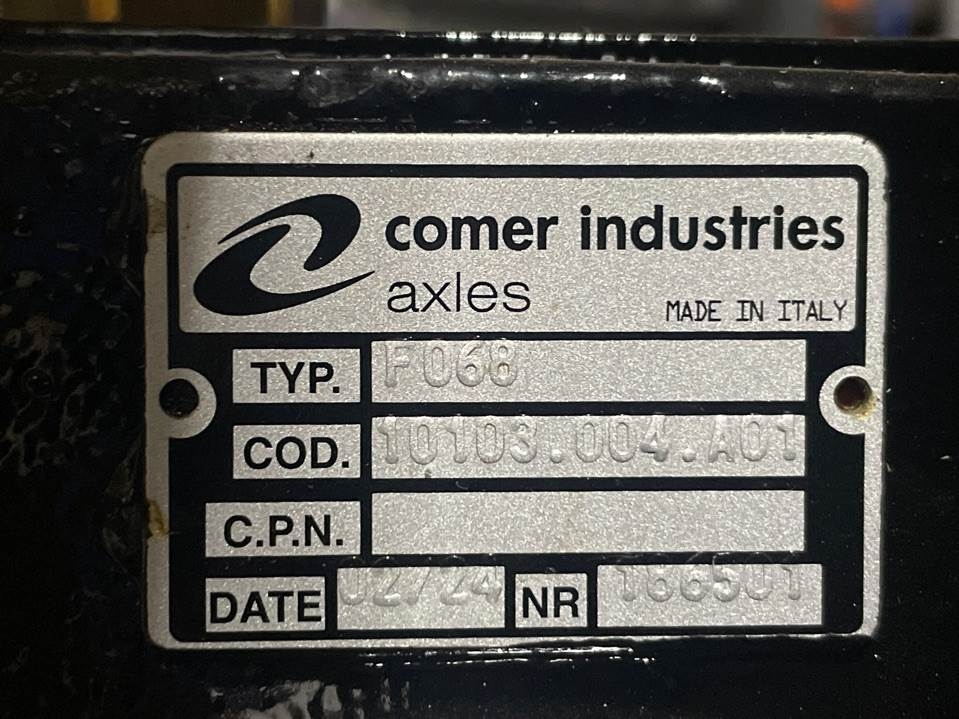 comer industries
axles
MADE IN ITALY
TYP. F068
COD. 10103.004.A01
C.P.N.
DATE 02/24 NR 166501